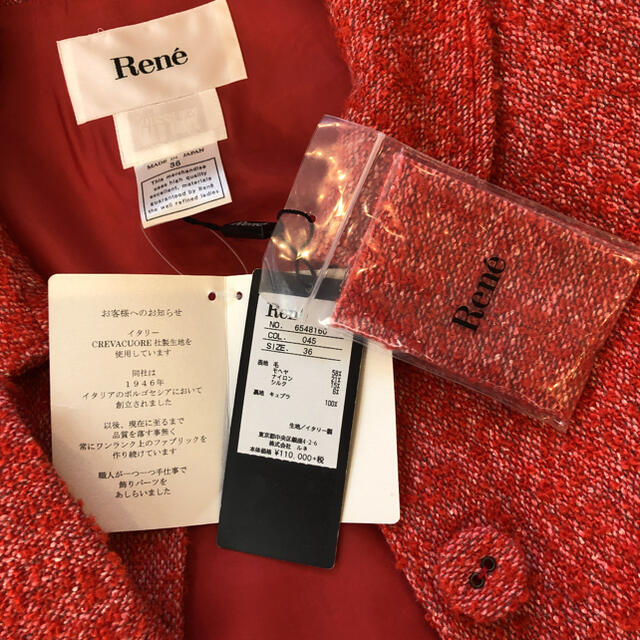 René
MADE IN JAPAN
36
This merchandise
uses high quality
excellent, materials
guaranteed by René
the well refined ladies
お客様へのお知らせ
イタリー
CREVACUORE 社製生地を
使用しています
同社は
1946年
イタリアのボルゴセシアにおいて
創立されました
以後、現在に至るまで
品質を落す事無く
常にワンランク上のファブリックを
作り続けています
職人が一つ一つ手仕事で
飾りパーツを
あしらいました
René
NO. 6548160
COL. 045
SIZE. 36
表地 毛 58%
モヘヤ
ナイロン
シルク
裏地 キュプラ 100%
生地/イタリー製
東京都中央区銀座4-2-6
株式会社 ルネ
本体価格 ¥110,000+税
René